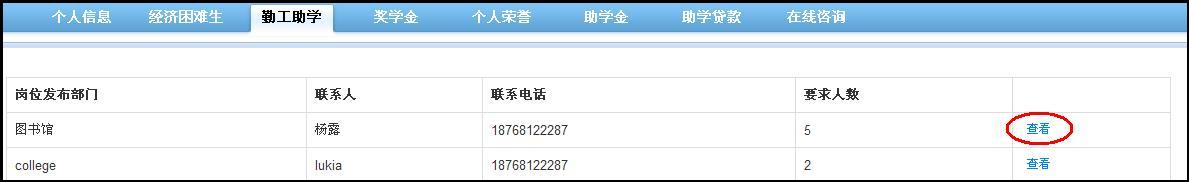 个人信息 经济困难生 勤工助学 奖学金 个人荣誉 助学金 助学贷款 在线咨询
岗位发布部门 联系人 联系电话 要求人数
图书馆 杨露 18768122287 5 查看
college lukia 18768122287 2 查看